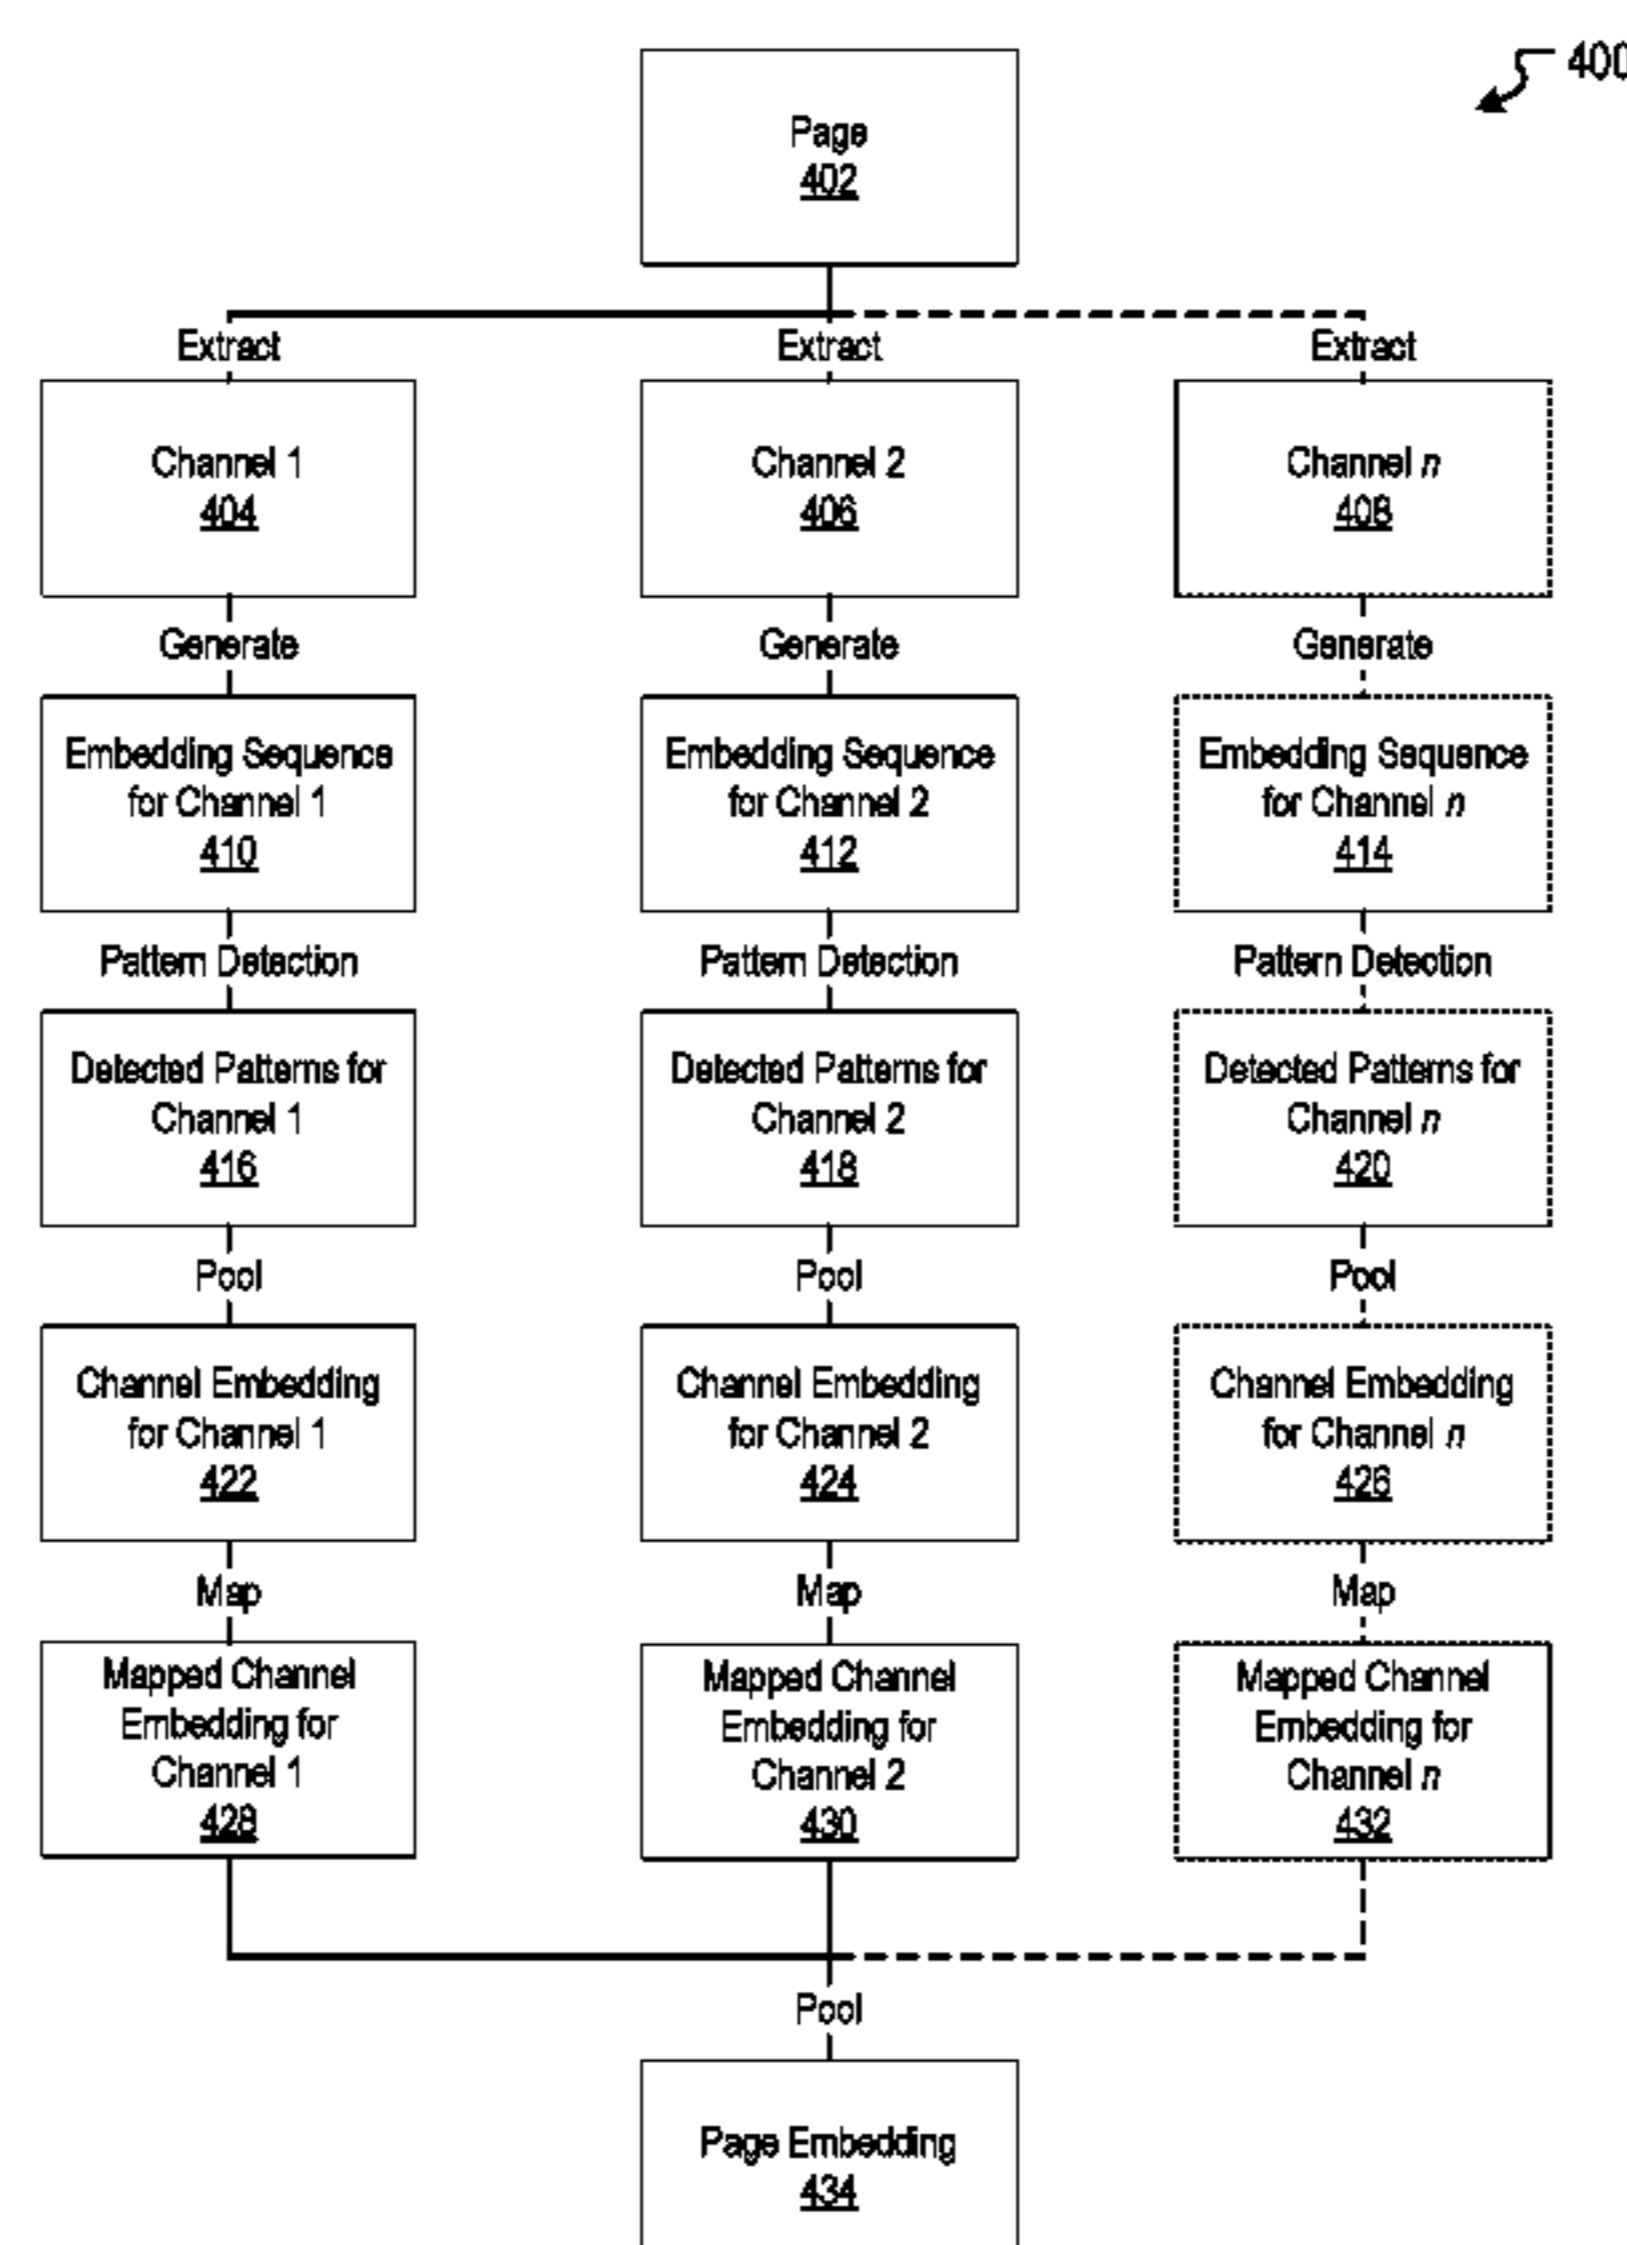 400
Page
402
Extract
Extract
Extract
Channel 1
404
Channel 2
406
Channel n
408
Generate
Generate
Generate
Embedding Sequence
for Channel 1
410
Embedding Sequence
for Channel 2
412
Embedding Sequence
for Channel n
414
Pattern Detection
Pattern Detection
Pattern Detection
Detected Patterns for
Channel 1
416
Detected Patterns for
Channel 2
418
Detected Patterns for
Channel n
420
Pool
Pool
Pool
Channel Embedding
for Channel 1
422
Channel Embedding
for Channel 2
424
Channel Embedding
for Channel n
426
Map
Map
Map
Mapped Channel
Embedding for
Channel 1
428
Mapped Channel
Embedding for
Channel 2
430
Mapped Channel
Embedding for
Channel n
432
Pool
Page Embedding
434